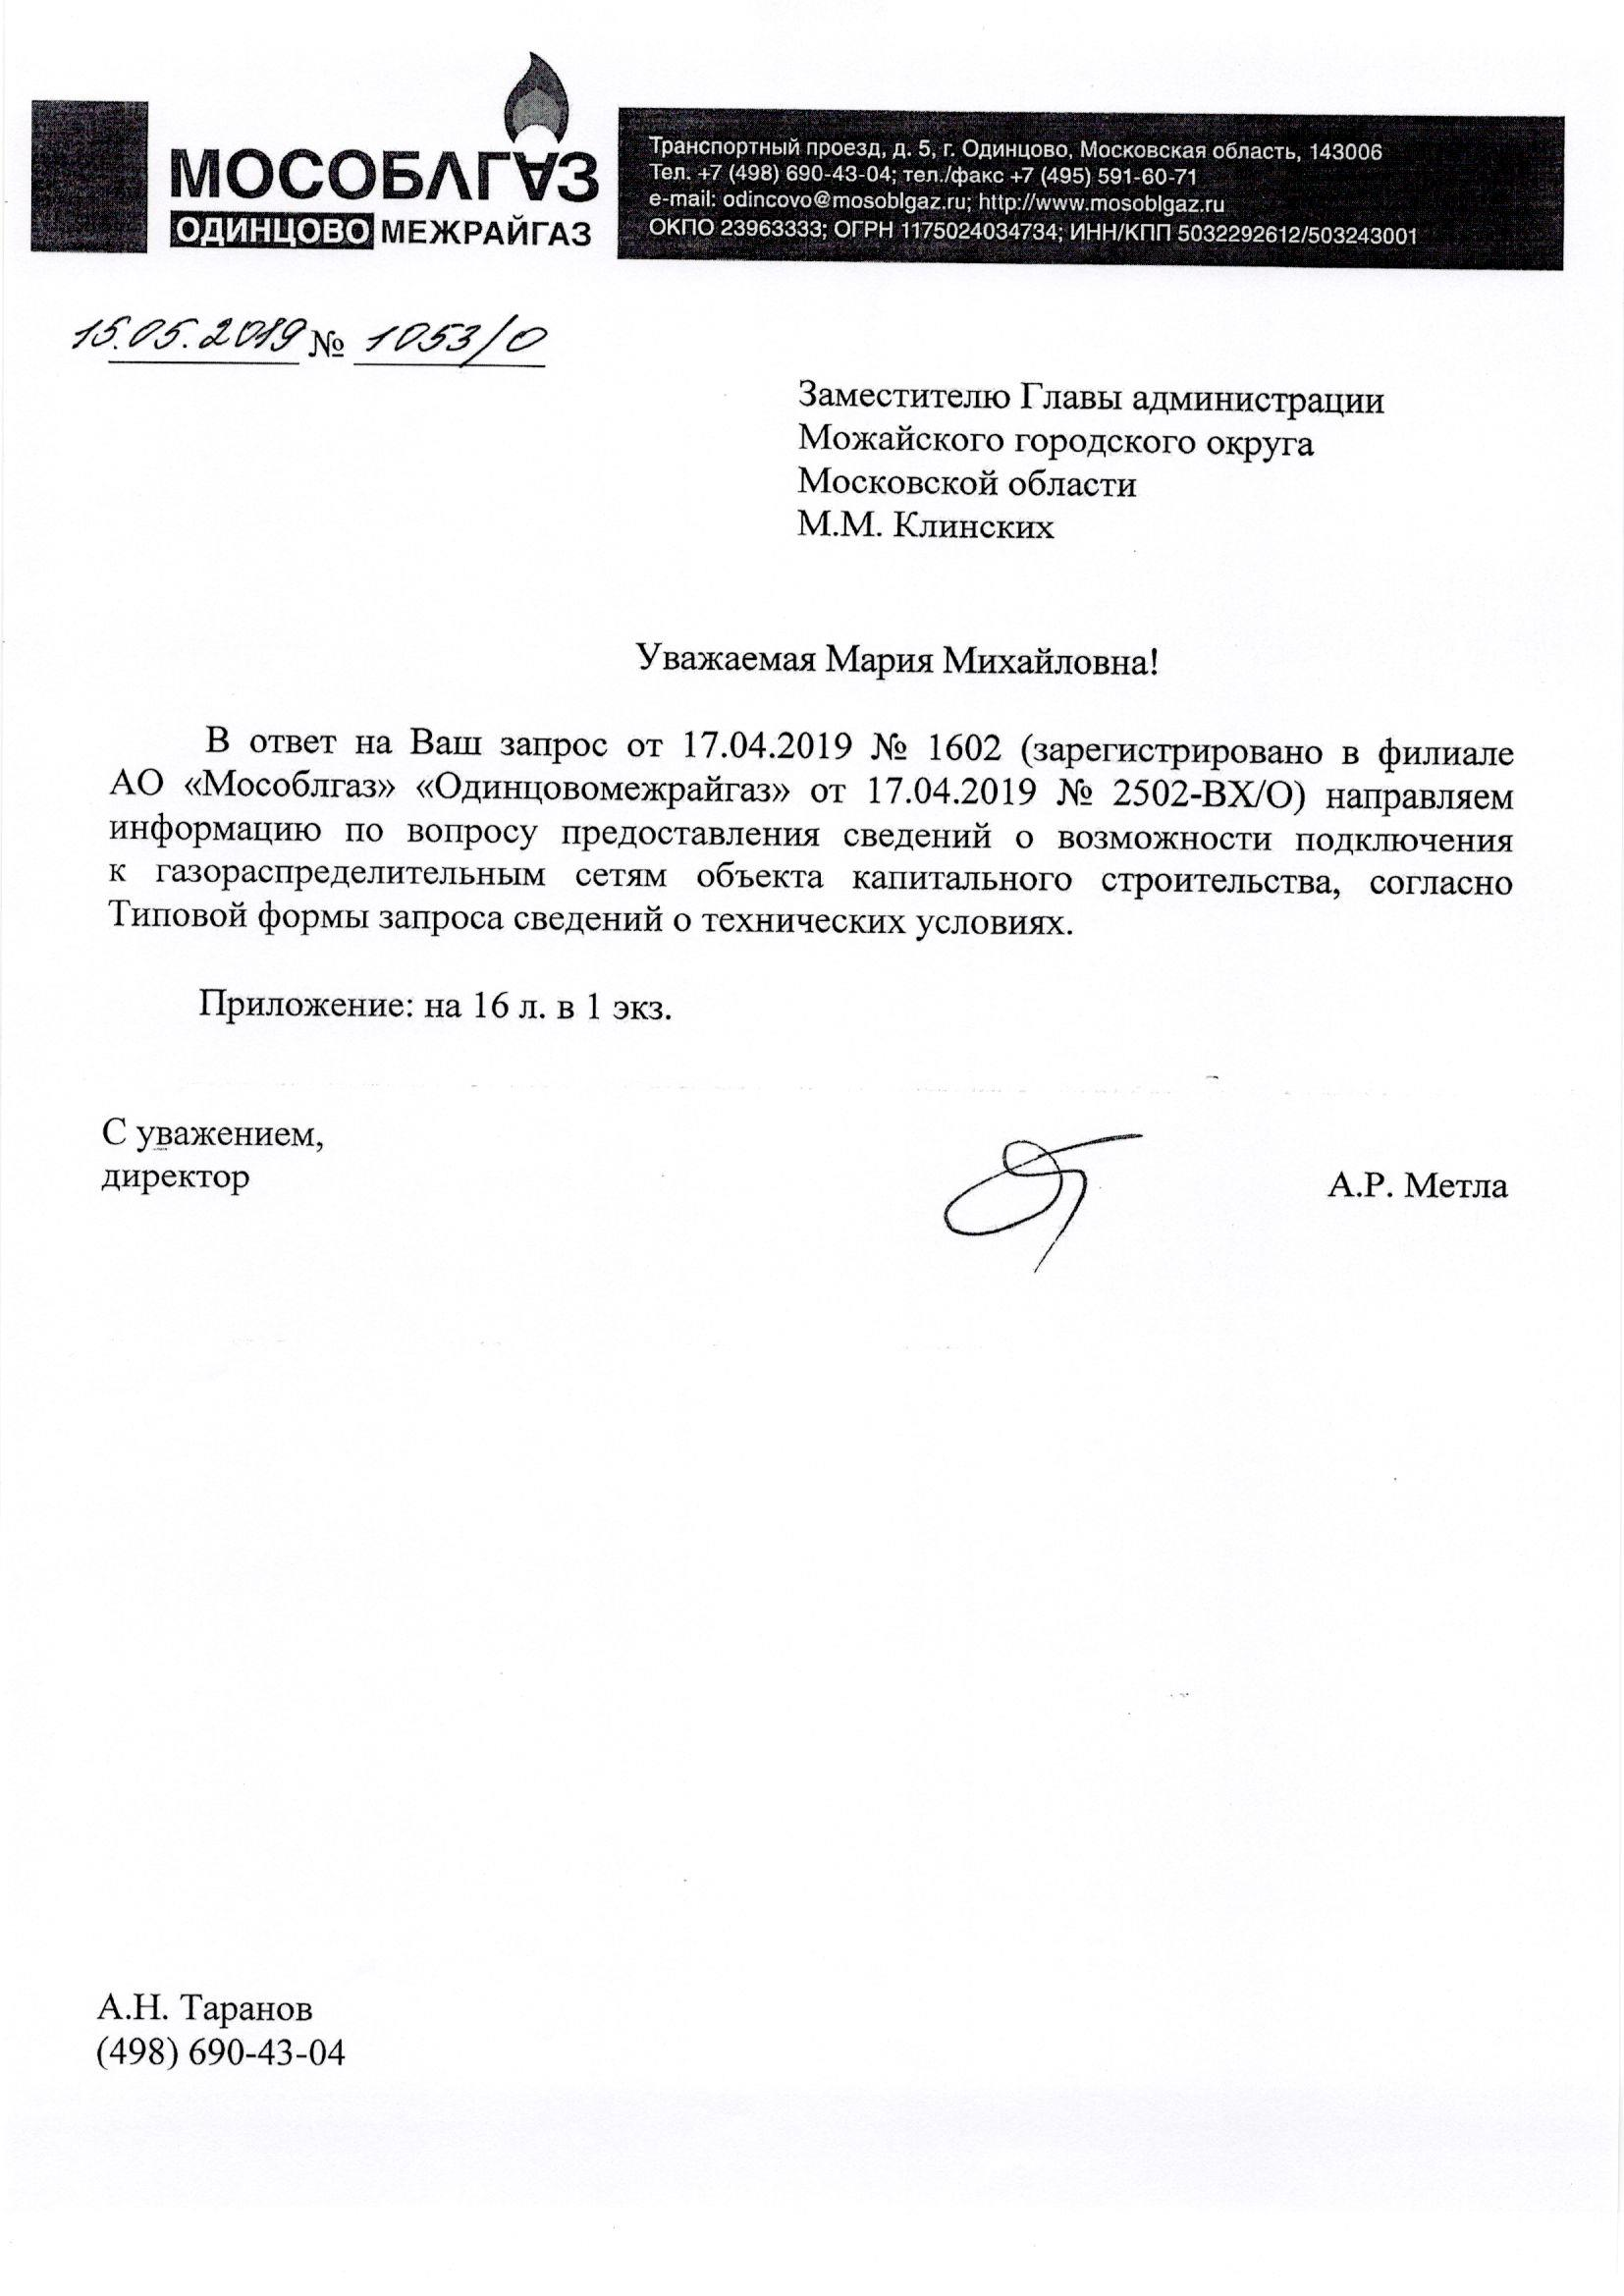 МОСОБЛГАЗ
ОДИНЦОВО МЕЖРАЙГАЗ
Транспортный проезд, д. 5, г. Одинцово, Московская область, 143006
Тел. +7 (498) 690-43-04; тел./факс +7 (495) 591-60-71
e-mail: odincovo@mosoblgaz.ru; http://www.mosoblgaz.ru
ОКПО 23963333; ОГРН 1175024034734; ИНН/КПП 5032292612/503243001
15.05.2019 № 1053/О
Заместителю Главы администрации
Можайского городского округа
Московской области
М.М. Клинских
Уважаемая Мария Михайловна!
В ответ на Ваш запрос от 17.04.2019 № 1602 (зарегистрировано в филиале
АО «Мособлгаз» «Одинцовомежрайгаз» от 17.04.2019 № 2502-ВХ/О) направляем
информацию по вопросу предоставления сведений о возможности подключения
к газораспределительным сетям объекта капитального строительства, согласно
Типовой формы запроса сведений о технических условиях.
Приложение: на 16 л. в 1 экз.
С уважением,
директор
А.Р. Метла
А.Н. Таранов
(498) 690-43-04